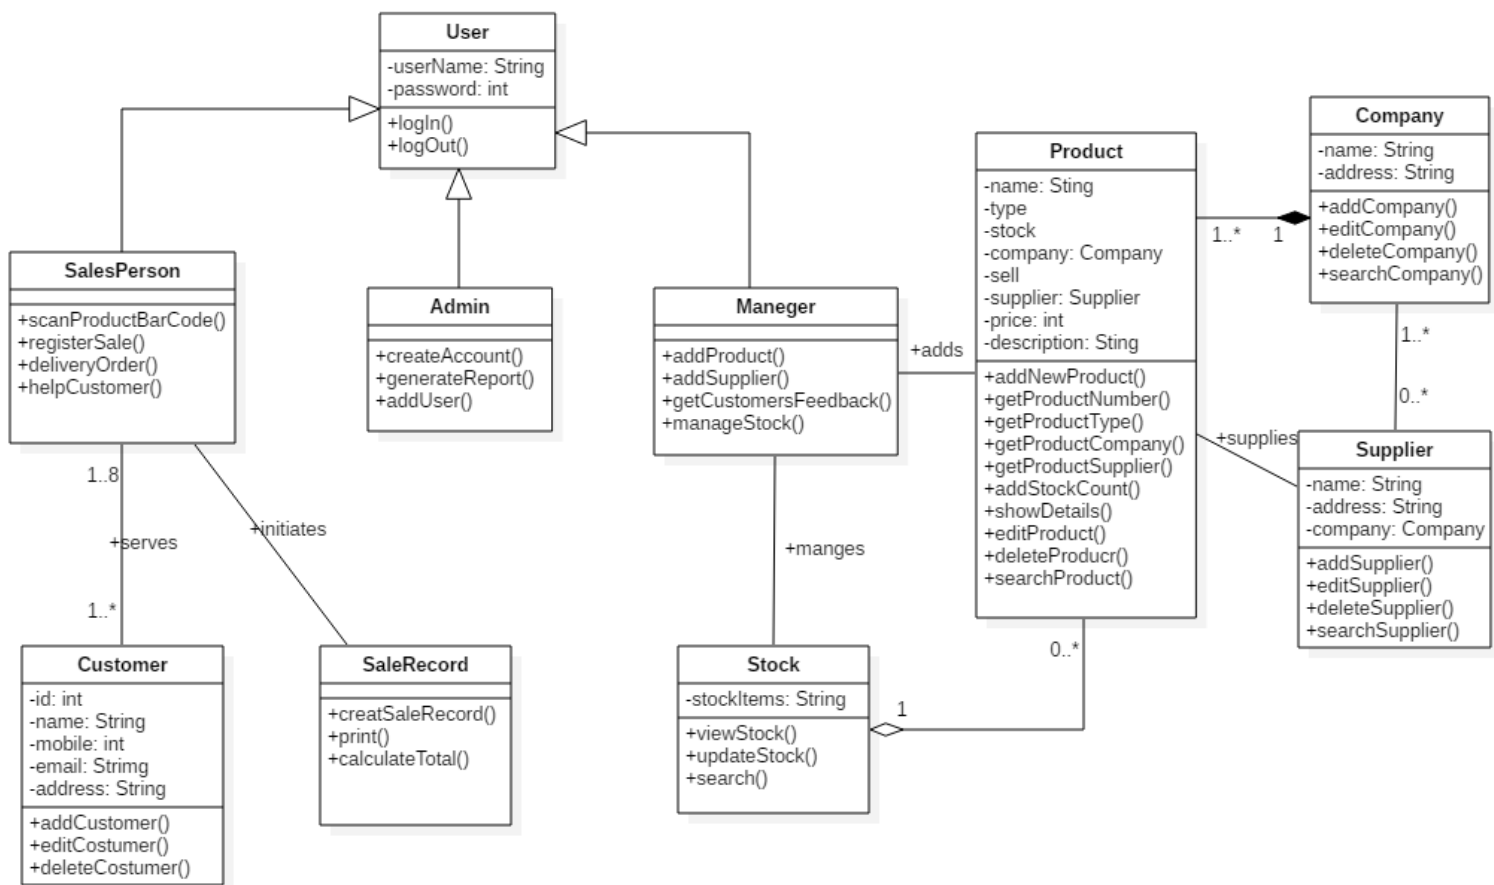 User
-userName: String
-password: int
+logIn()
+logOut()
SalesPerson
+scanProductBarCode()
+registerSale()
+deliveryOrder()
+helpCustomer()
Admin
+createAccount()
+generateReport()
+addUser()
Maneger
+addProduct()
+addSupplier()
+getCustomersFeedback()
+manageStock()
+adds
Product
-name: Sting
-type
-stock
-company: Company
-sell
-supplier: Supplier
-price: int
-description: Sting
+addNewProduct()
+getProductNumber()
+getProductType()
+getProductCompany()
+getProductSupplier()
+addStockCount()
+showDetails()
+editProduct()
+deleteProducr()
+searchProduct()
1..*
1
Company
-name: String
-address: String
+addCompany()
+editCompany()
+deleteCompany()
+searchCompany()
1..*
0..*
+supplies
Supplier
-name: String
-address: String
-company: Company
+addSupplier()
+editSupplier()
+deleteSupplier()
+searchSupplier()
1..8
+serves
1..*
+initiates
+manges
Customer
-id: int
-name: String
-mobile: int
-email: Strimg
-address: String
+addCustomer()
+editCostumer()
+deleteCostumer()
SaleRecord
+creatSaleRecord()
+print()
+calculateTotal()
Stock
-stockItems: String
+viewStock()
+updateStock()
+search()
1
0..*